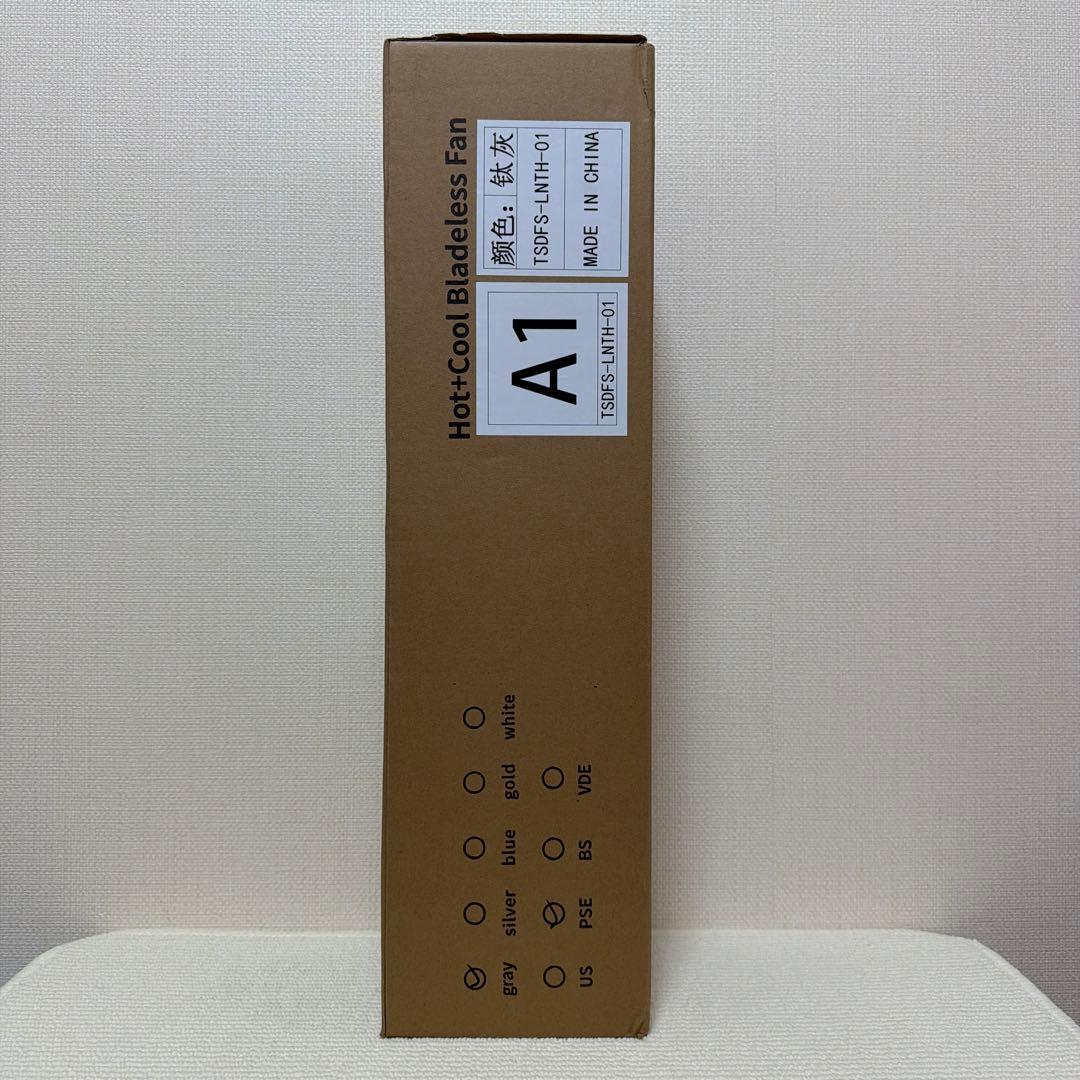 Hot+Cool Bladeless Fan
颜色: 钛灰
TSDFS-LNTH-01
MADE IN CHINA
A1
TSDFS-LNTH-01
gray silver blue gold white
US PSE BS VDE